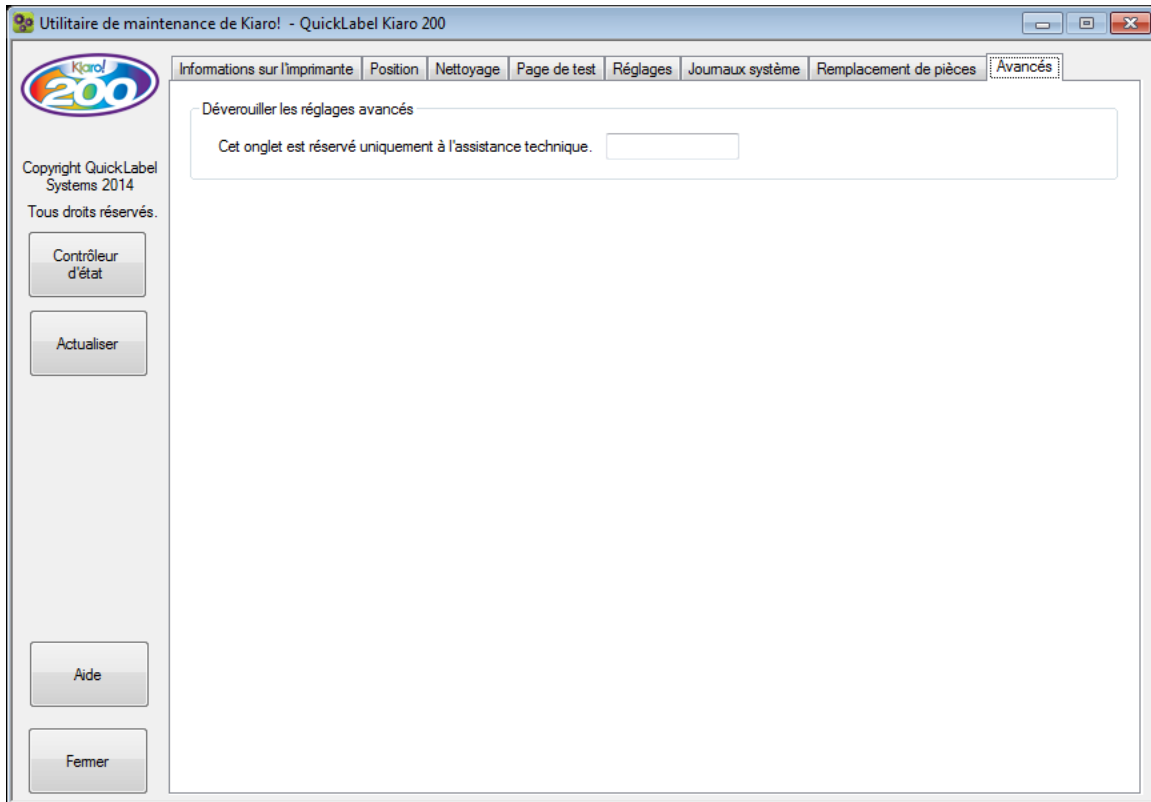 Utilitaire de maintenance de Kiaro! - QuickLabel Kiaro 200
Kiaro!
200
Informations sur l'imprimante
Position
Nettoyage
Page de test
Réglages
Journaux système
Remplacement de pièces
Avancés
Déverouiller les réglages avancés
Cet onglet est réservé uniquement à l'assistance technique.
Copyright QuickLabel
Systems 2014
Tous droits réservés.
Contrôleur
d'état
Actualiser
Aide
Fermer